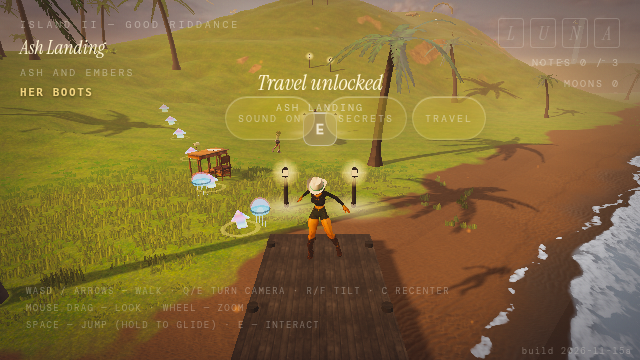 ISLAND II — GOOD RIDDANCE
Ash Landing
ASH AND EMBERS
HER BOOTS
L U N A
NOTES 0 / 3
MOONS 0
Travel unlocked
ASH LANDING
SOUND ON
SECRETS
TRAVEL
E
WASD / ARROWS — WALK · Q/E TURN CAMERA · R/F TILT · C RECENTER
MOUSE DRAG — LOOK · WHEEL — ZOOM
SPACE — JUMP (HOLD TO GLIDE) · E — INTERACT